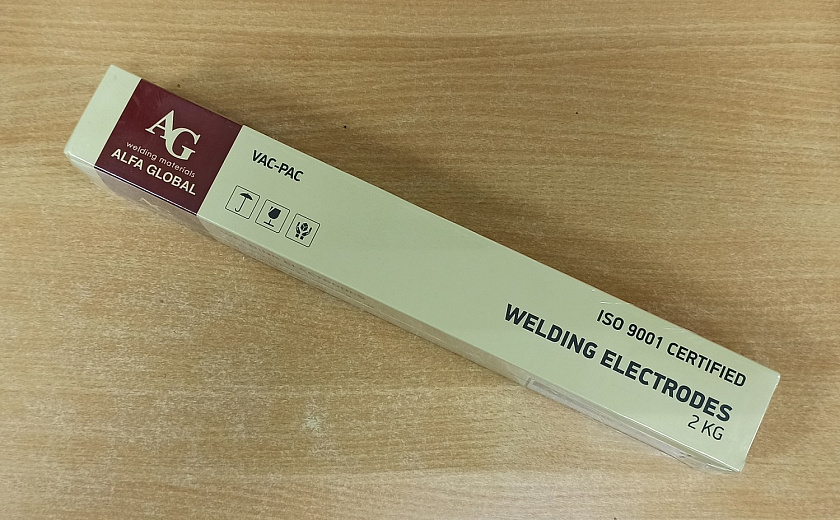 AG
welding materials
ALFA GLOBAL
VAC-PAC
ISO 9001 CERTIFIED
WELDING ELECTRODES
2 KG